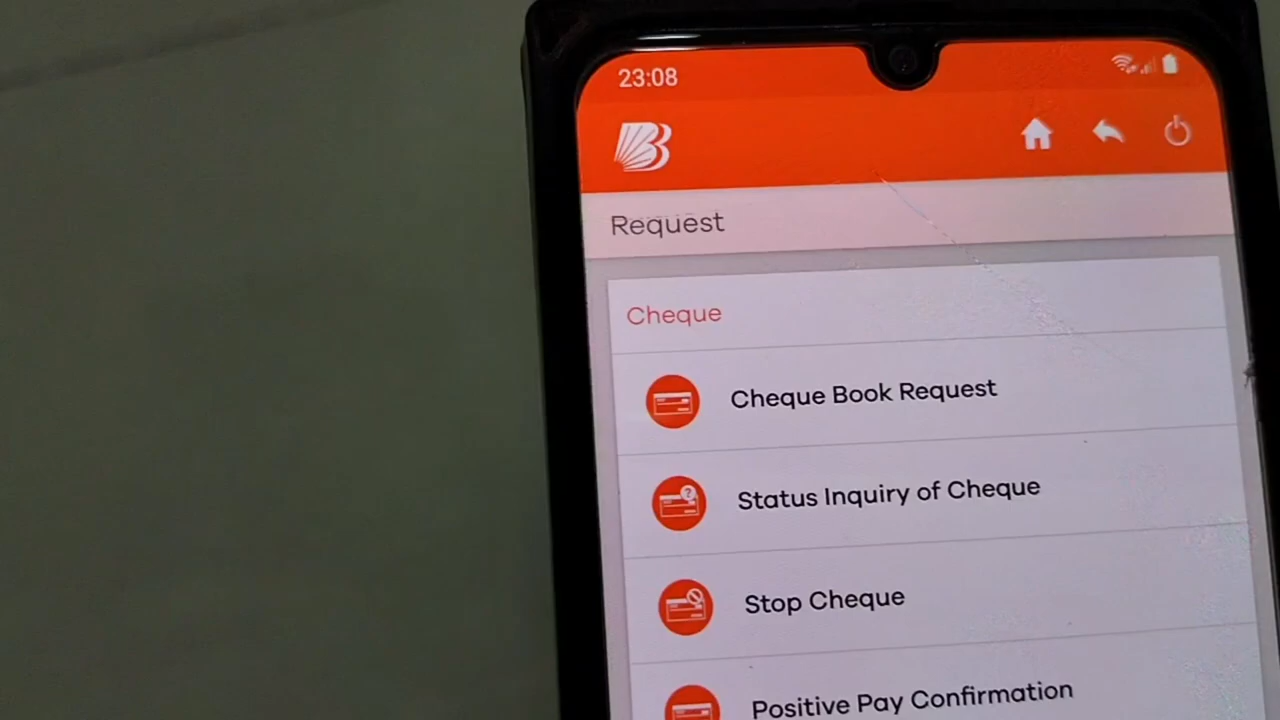 23:08
Request
Cheque
Cheque Book Request
Status Inquiry of Cheque
Stop Cheque
Positive Pay Confirmation